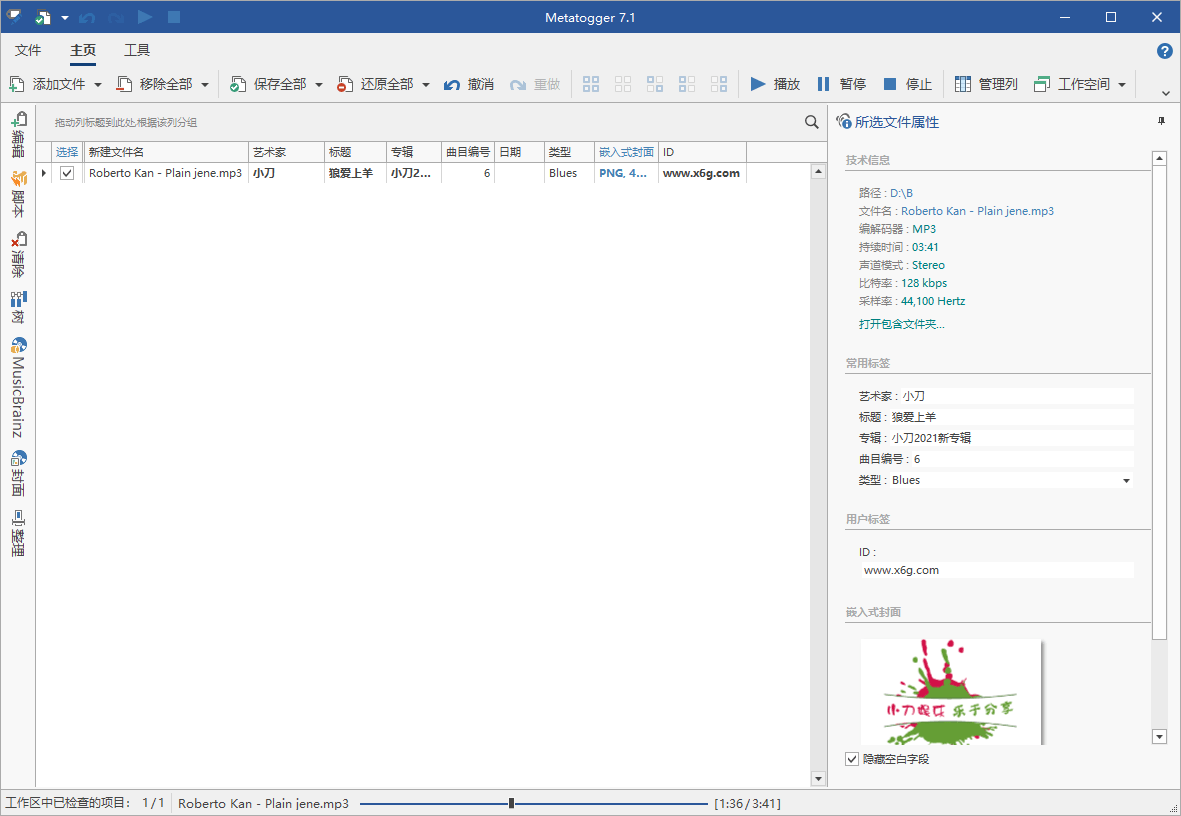 Metatogger 7.1
文件 主页 工具
添加文件 移除全部 保存全部 还原全部 撤消 重做 播放 暂停 停止 管理列 工作空间
编辑
脚本
清除
树
MusicBrainz
封面
整理
拖动列标题到此处,根据该列分组
选择 新建文件名 艺术家 标题 专辑 曲目编号 日期 类型 嵌入式封面 ID
Roberto Kan - Plain jene.mp3 小刀 狼爱上羊 小刀2... 6 Blues PNG, 4... www.x6g.com
所选文件属性
技术信息
路径 : D:\B
文件名 : Roberto Kan - Plain jene.mp3
编解码器 : MP3
持续时间 : 03:41
声道模式 : Stereo
比特率 : 128 kbps
采样率 : 44,100 Hertz
打开包含文件夹...
常用标签
艺术家 : 小刀
标题 : 狼爱上羊
专辑 : 小刀2021新专辑
曲目编号 : 6
类型 : Blues
用户标签
ID :
www.x6g.com
嵌入式封面
小刀娱乐 乐于分享
隐藏空白字段
工作区中已检查的项目: 1/1 Roberto Kan - Plain jene.mp3 [1:36/3:41]